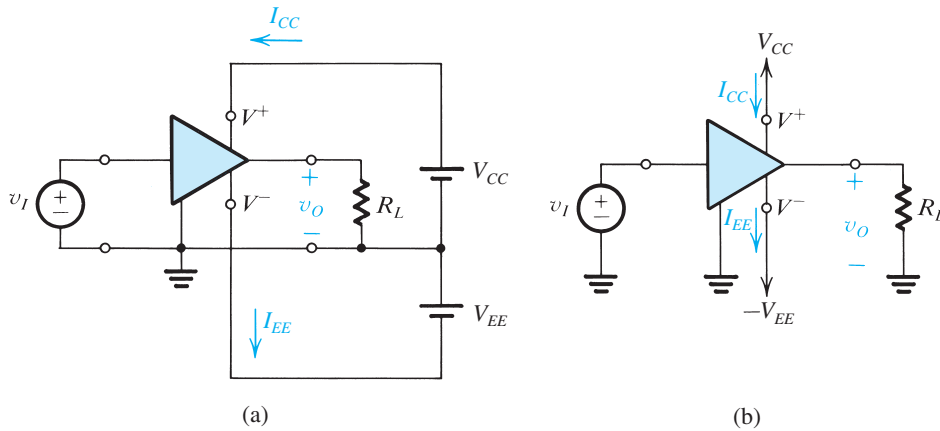 I_CC
V^+
V_CC
v_I
+
−
V^−
+
v_O
−
R_L
V_EE
I_EE
(a)
V_CC
I_CC
V^+
v_I
+
−
V^−
I_EE
+
v_O
−
R_L
−V_EE
(b)